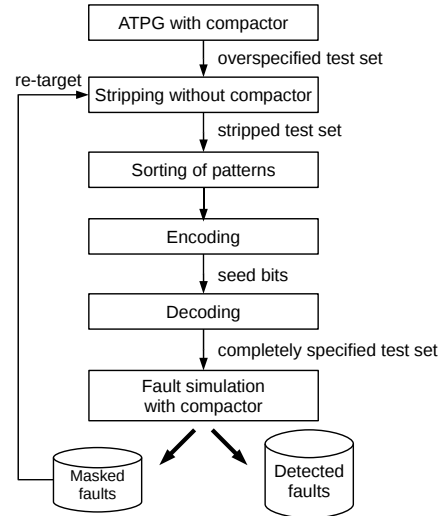 ATPG with compactor
overspecified test set
re-target
Stripping without compactor
stripped test set
Sorting of patterns
Encoding
seed bits
Decoding
completely specified test set
Fault simulation
with compactor
Masked
faults
Detected
faults